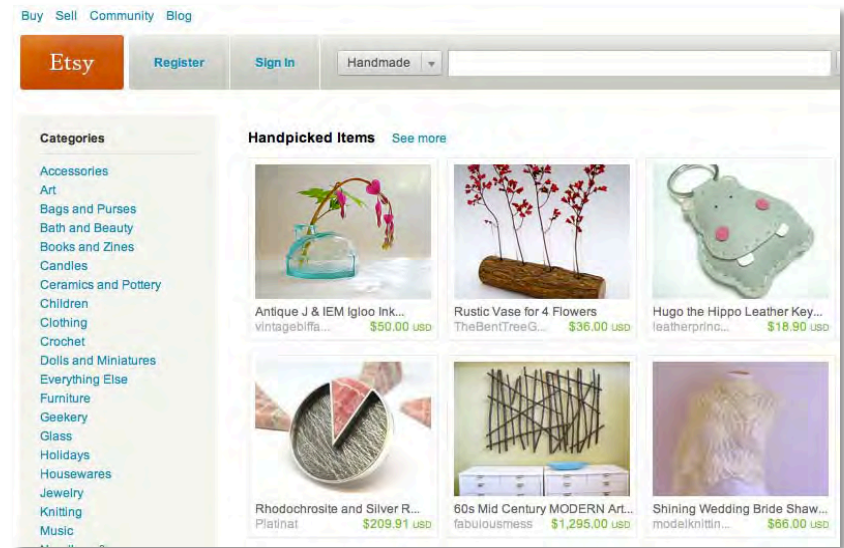 Buy Sell Community Blog
Etsy Register Sign In Handmade
Categories
Accessories
Art
Bags and Purses
Bath and Beauty
Books and Zines
Candles
Ceramics and Pottery
Children
Clothing
Crochet
Dolls and Miniatures
Everything Else
Furniture
Geekery
Glass
Holidays
Housewares
Jewelry
Knitting
Music
Handpicked Items See more
Antique J & IEM Igloo Ink...
vintagebiffa... $50.00 USD
Rustic Vase for 4 Flowers
TheBentTreeG... $36.00 USD
Hugo the Hippo Leather Key...
leatherprinc... $18.90 USD
Rhodochrosite and Silver R...
Platinat $209.91 USD
60s Mid Century MODERN Art...
fabulousmess $1,295.00 USD
Shining Wedding Bride Shaw...
modelknittin... $66.00 USD